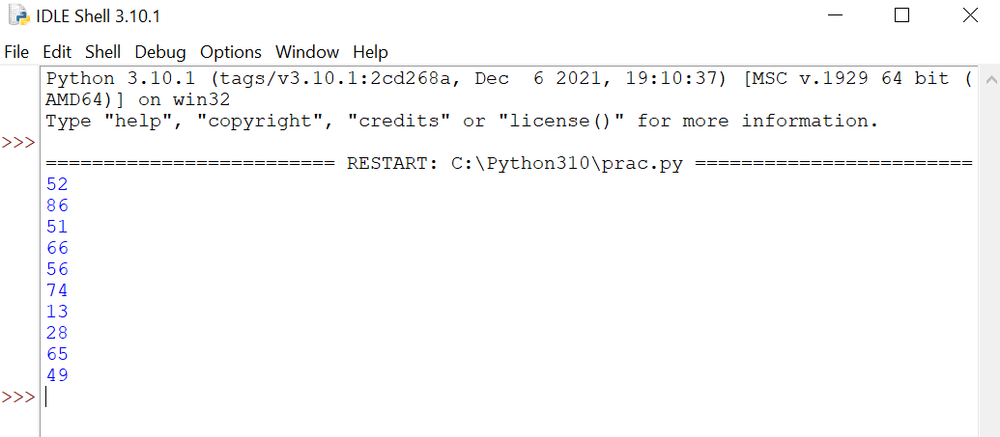 IDLE Shell 3.10.1
File Edit Shell Debug Options Window Help
Python 3.10.1 (tags/v3.10.1:2cd268a, Dec  6 2021, 19:10:37) [MSC v.1929 64 bit (
AMD64)] on win32
Type "help", "copyright", "credits" or "license()" for more information.
>>>
========================= RESTART: C:\Python310\prac.py ========================
52
86
51
66
56
74
13
28
65
49
>>>